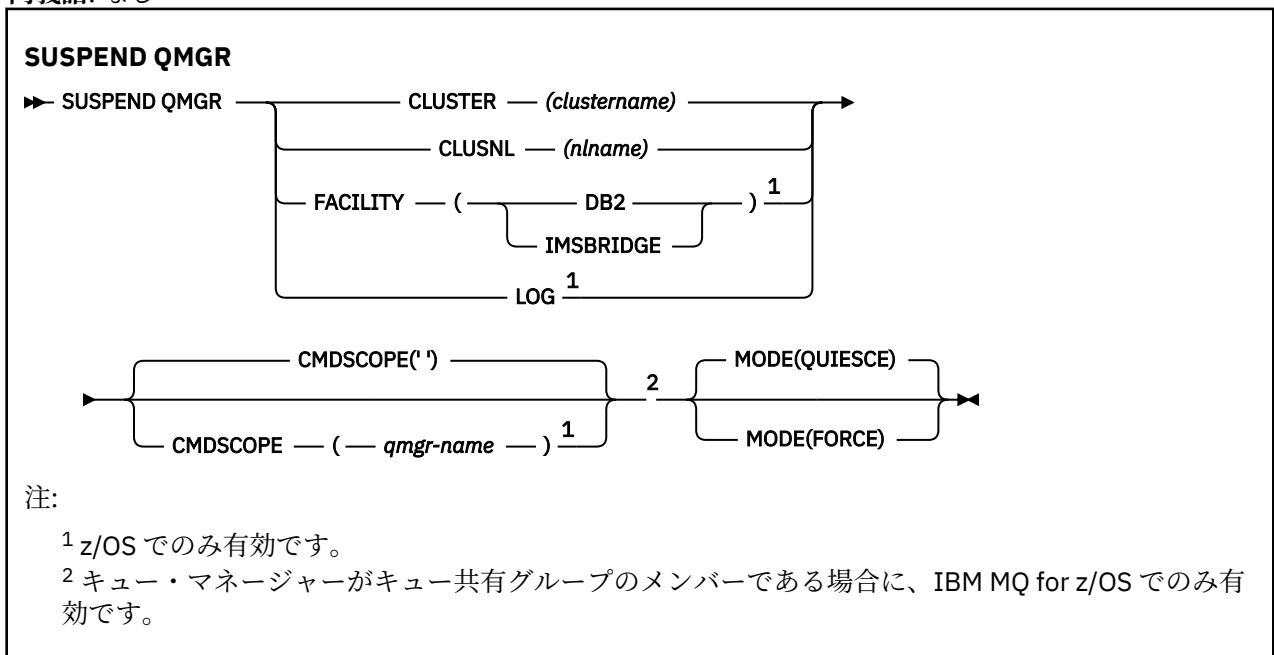 SUSPEND QMGR
SUSPEND QMGR CLUSTER (clustername)
CLUSNL (nlname)
FACILITY ( DB2 ) 1
IMSBRIDGE
LOG 1
CMDSCOPE(' ') 2 MODE(QUIESCE)
CMDSCOPE ( qmgr-name ) 1 MODE(FORCE)
注:
1 z/OS でのみ有効です。
2 キュー・マネージャーがキュー共有グループのメンバーである場合に、IBM MQ for z/OS でのみ有
効です。